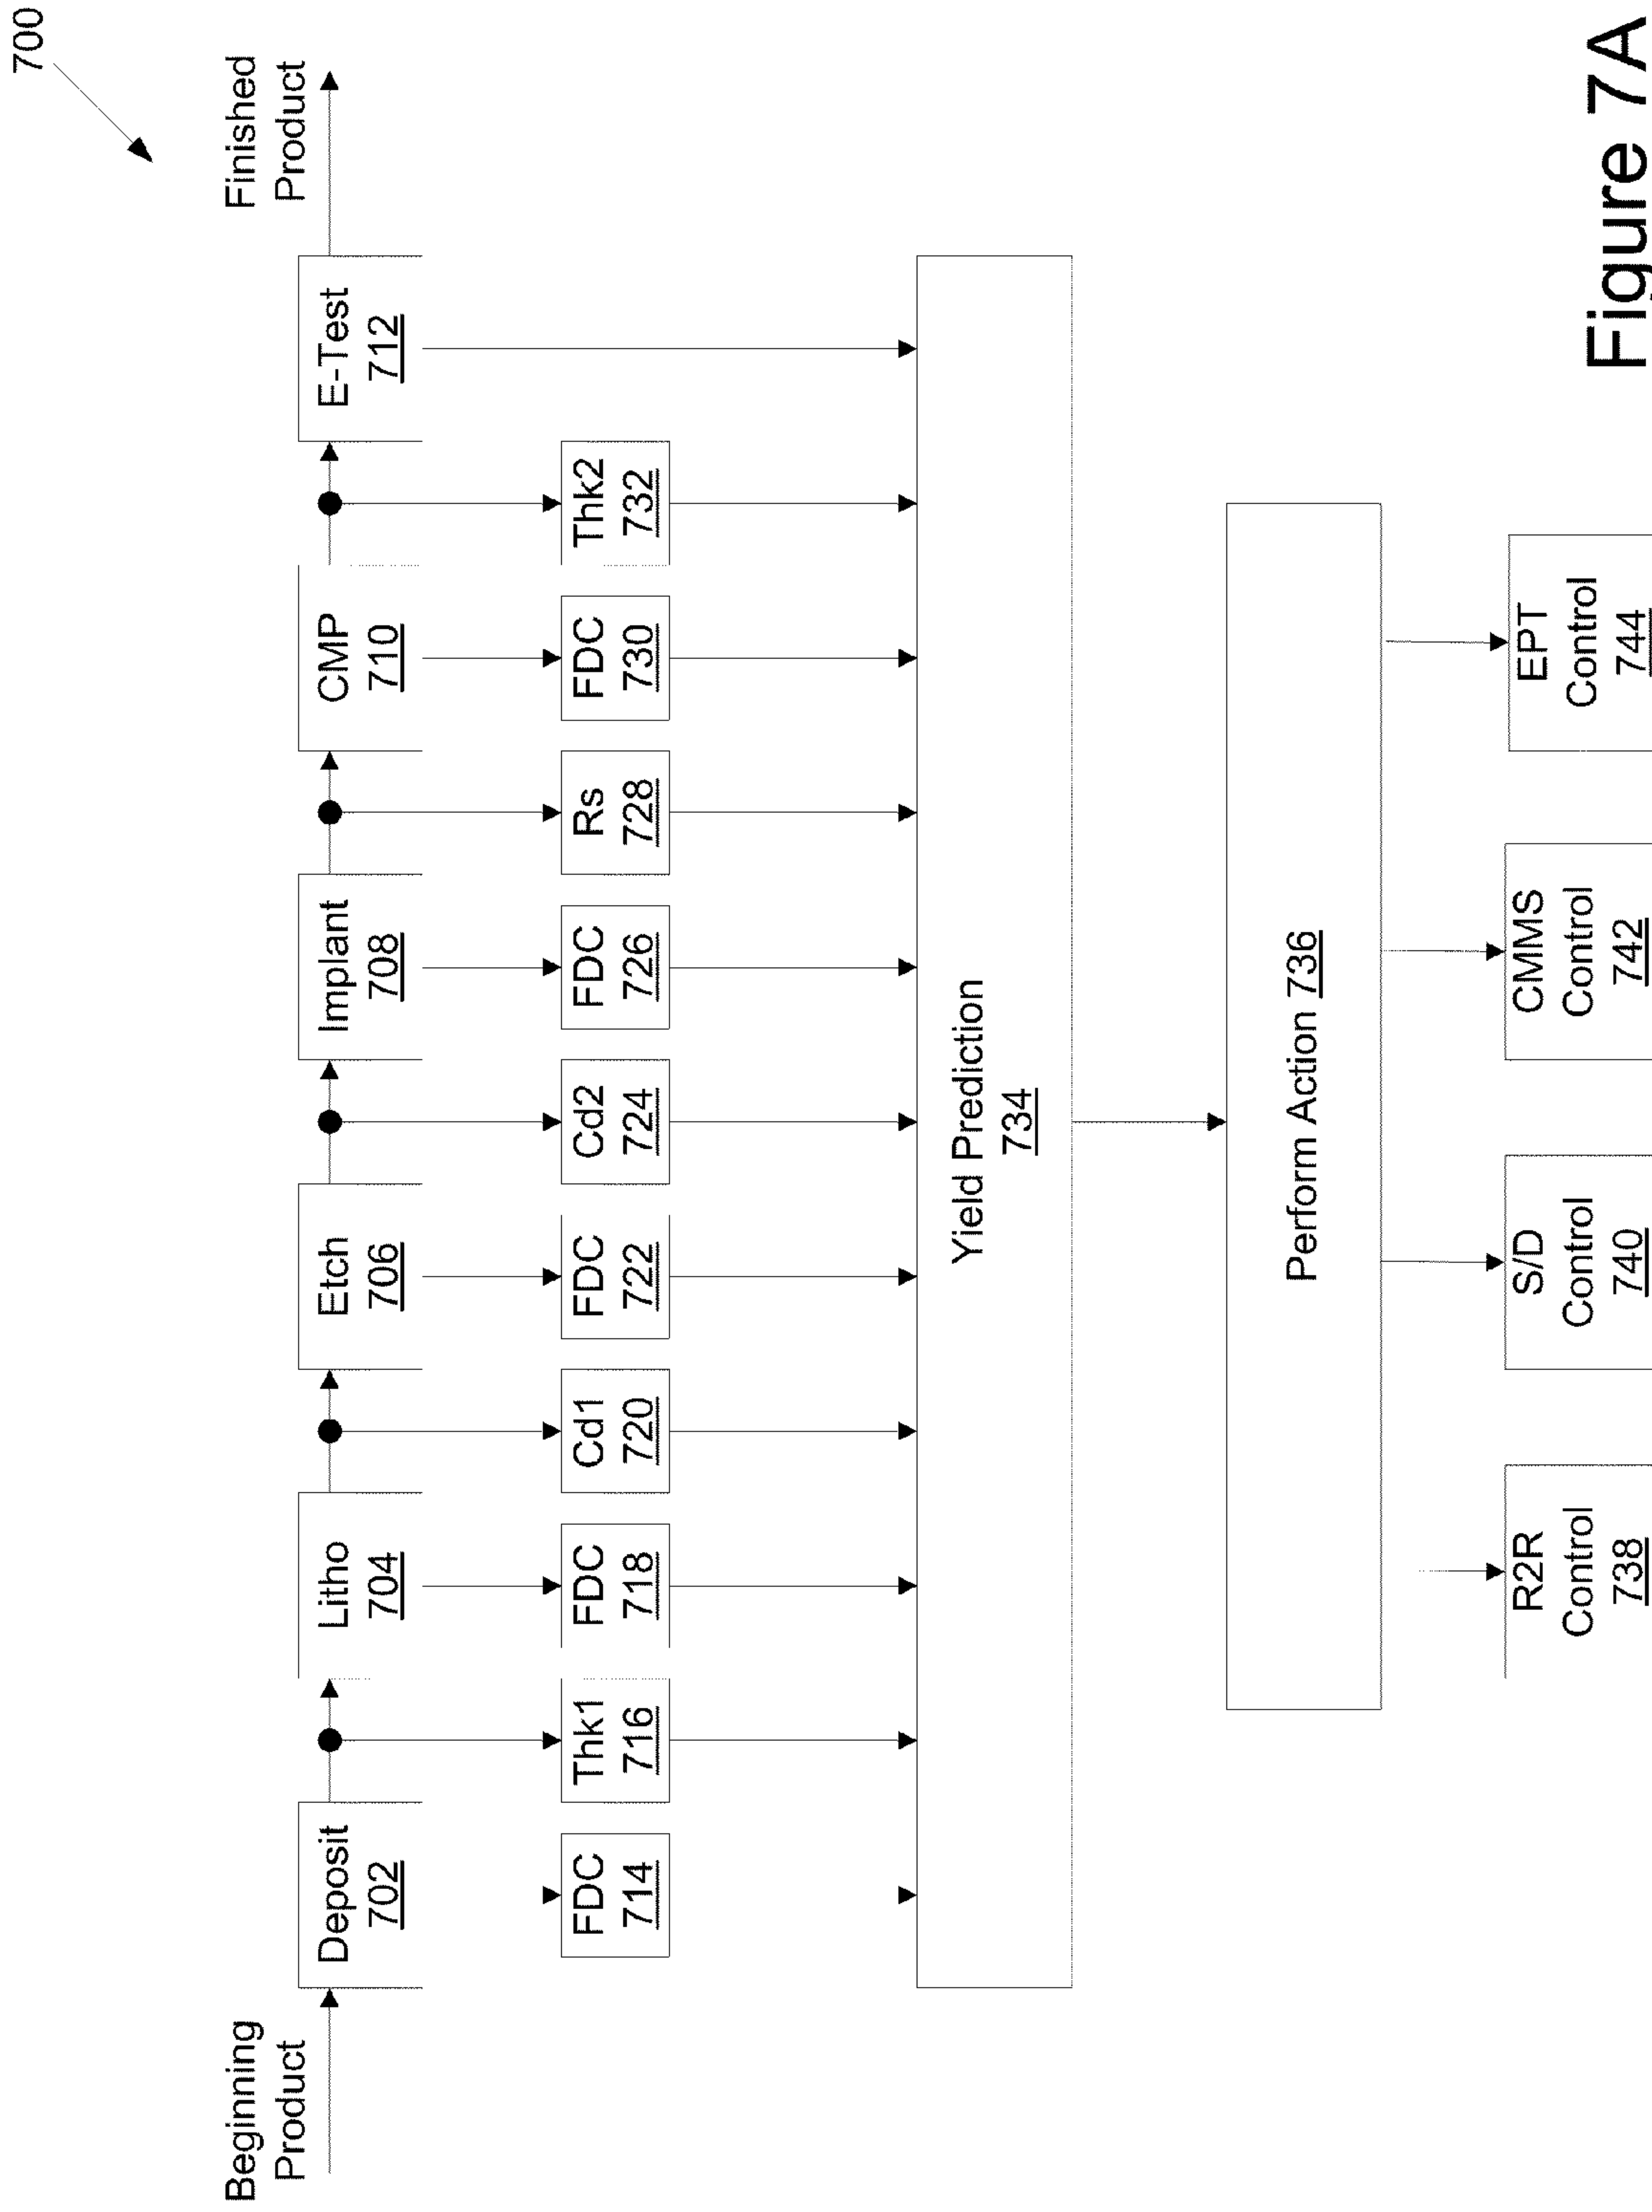 700
Beginning
Product
Finished
Product
Deposit
702
Litho
704
Etch
706
Implant
708
CMP
710
E-Test
712
FDC
714
Thk1
716
FDC
718
Cd1
720
FDC
722
Cd2
724
FDC
726
Rs
728
FDC
730
Thk2
732
Yield Prediction
734
Perform Action 736
R2R
Control
738
S/D
Control
740
CMMS
Control
742
EPT
Control
744
Figure 7A